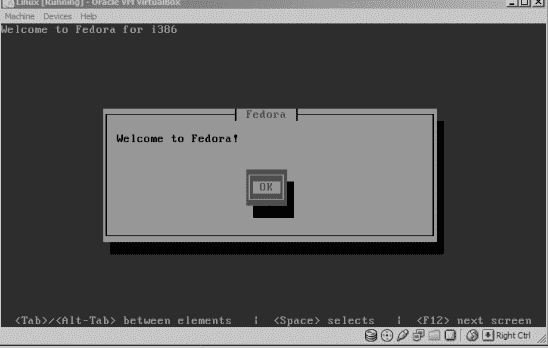 Linux [Running] - Oracle VM VirtualBox
Machine Devices Help
Welcome to Fedora for i386
Fedora
Welcome to Fedora!
OK
<Tab>/<Alt-Tab> between elements | <Space> selects | <F12> next screen
Right Ctrl